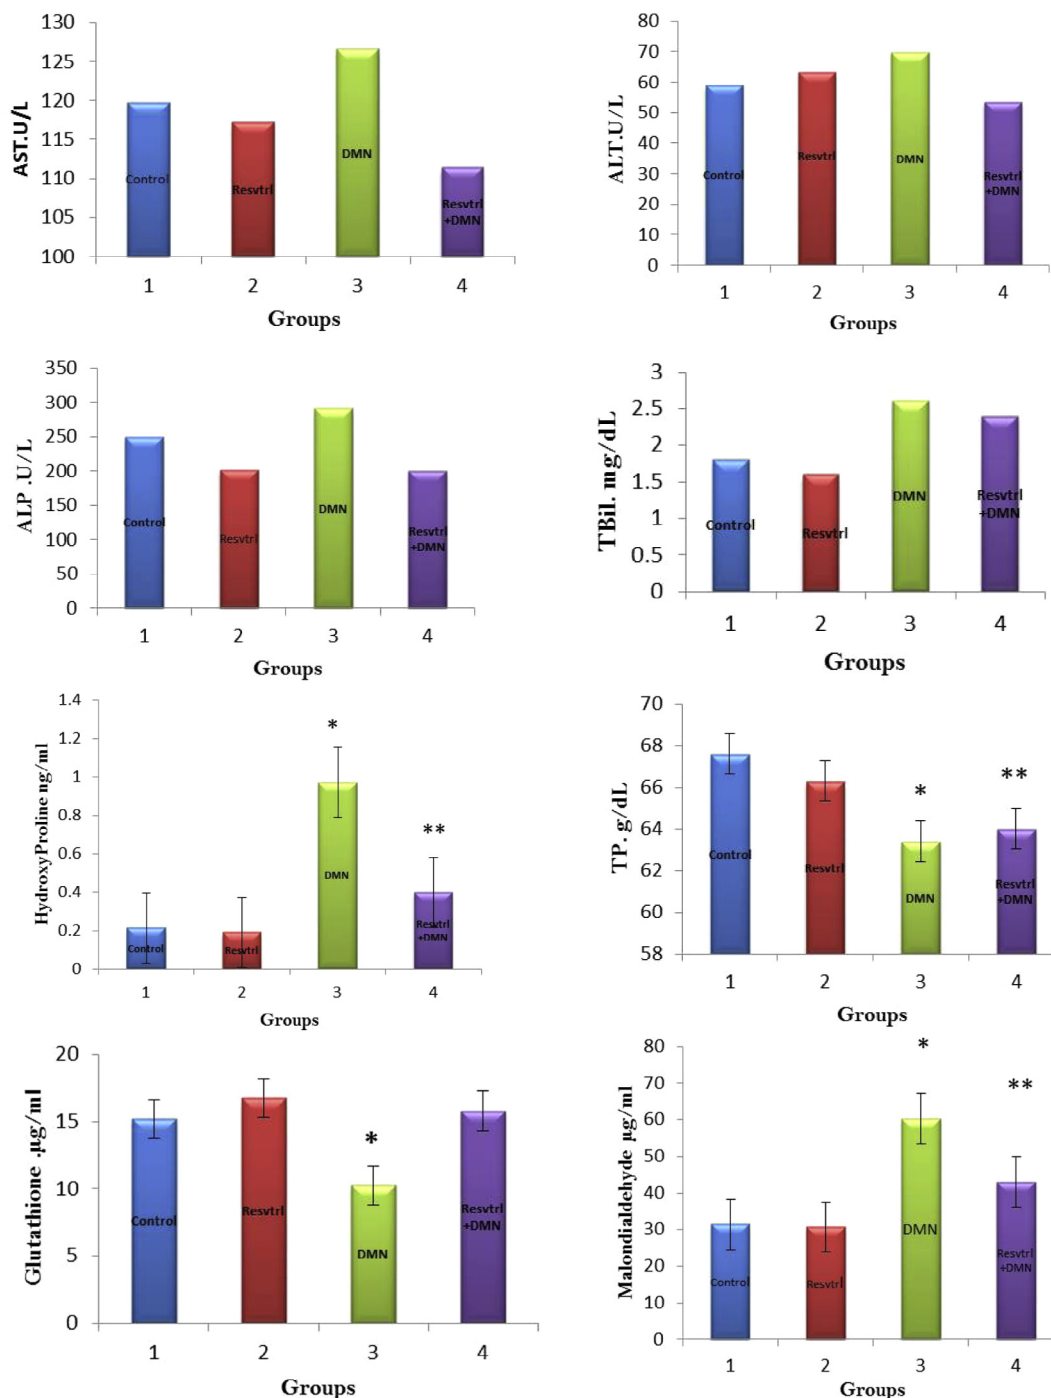 AST.U/L
130
125
120
115
110
105
100
Control
Resvtrl
DMN
Resvtrl
+DMN
1 2 3 4
Groups
ALT.U/L
80
70
60
50
40
30
20
10
0
Control
Resvtrl
DMN
Resvtrl
+DMN
1 2 3 4
Groups
ALP .U/L
350
300
250
200
150
100
50
0
Control
Resvtrl
DMN
Resvtrl
+DMN
1 2 3 4
Groups
TBil. mg/dL
3
2.5
2
1.5
1
0.5
0
Control
Resvtrl
DMN
Resvtrl
+DMN
1 2 3 4
Groups
HydroxyProline ng/ml
1.4
1.2
1
0.8
0.6
0.4
0.2
0
Control
Resvtrl
*
DMN
**
Resvtrl
+DMN
1 2 3 4
Groups
TP. g/dL
70
68
66
64
62
60
58
Control
Resvtrl
*
DMN
**
Resvtrl
+DMN
1 2 3 4
Groups
Glutathione .µg/ml
20
15
10
5
0
Control
Resvtrl
*
DMN
Resvtrl
+DMN
1 2 3 4
Groups
Malondialdehyde µg/ml
80
70
60
50
40
30
20
10
0
Control
Resvtrl
*
DMN
**
Resvtrl
+DMN
1 2 3 4
Groups